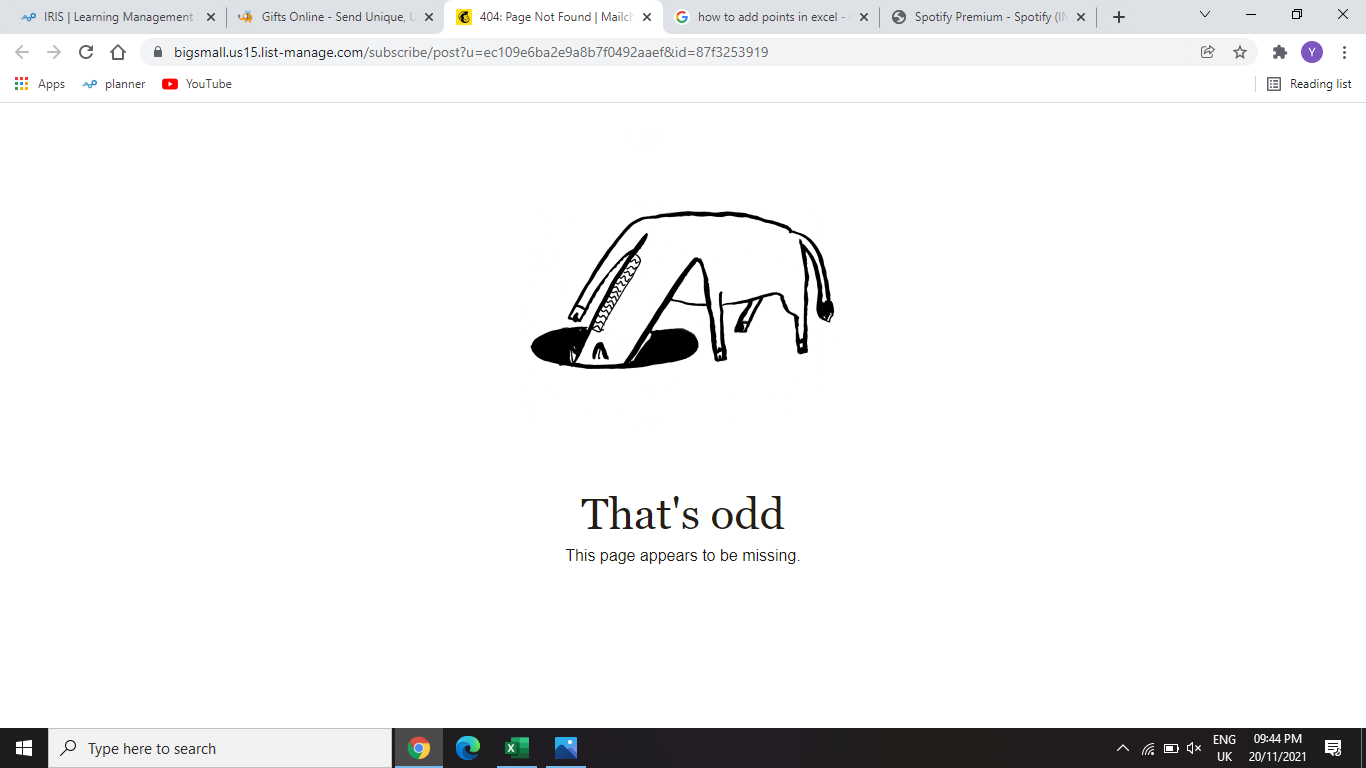 IRIS | Learning Management
Gifts Online - Send Unique, U
404: Page Not Found | Mailch
how to add points in excel -
Spotify Premium - Spotify (IN
bigsmall.us15.list-manage.com/subscribe/post?u=ec109e6ba2e9a8b7f0492aaef&id=87f3253919
Y
Apps
planner
YouTube
Reading list
That's odd
This page appears to be missing.
Type here to search
ENG
UK
09:44 PM
20/11/2021